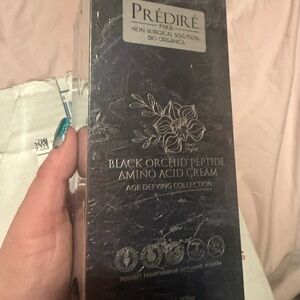 PRÉDIRÉ
PARIS
NON-SURGICAL SOLUTION
BIO ORGANICA
BLACK ORCHID PEPTIDE
AMINO ACID CREAM
AGE DEFYING COLLECTION